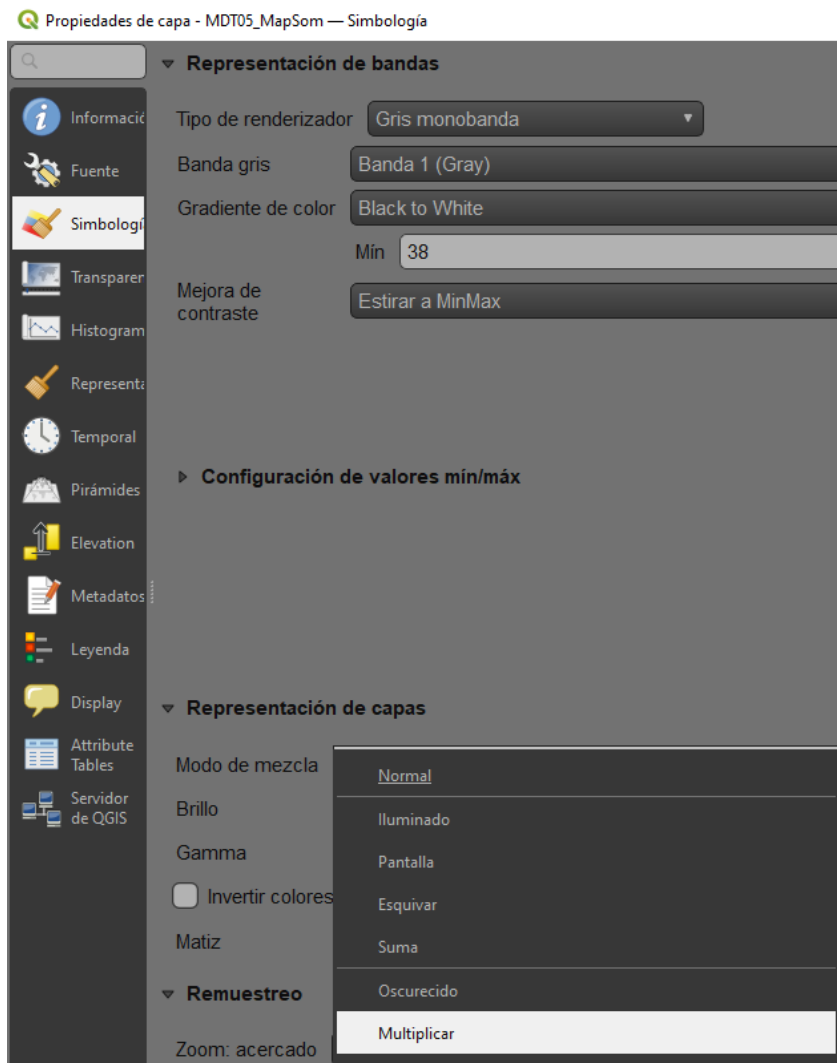 Propiedades de capa - MDT05_MapSom — Simbología
Representación de bandas
Informació
Tipo de renderizador Gris monobanda
Fuente
Banda gris Banda 1 (Gray)
Simbologí
Gradiente de color Black to White
Mín 38
Transparen
Mejora de
contraste
Estirar a MinMax
Histogram
Representa
Temporal
Configuración de valores mín/máx
Pirámides
Elevation
Metadatos
Leyenda
Display
Representación de capas
Attribute
Tables
Modo de mezcla
Normal
Servidor
de QGIS
Brillo
Iluminado
Gamma
Pantalla
Invertir colores
Esquivar
Matiz
Suma
Remuestreo
Oscurecido
Multiplicar
Zoom: acercado